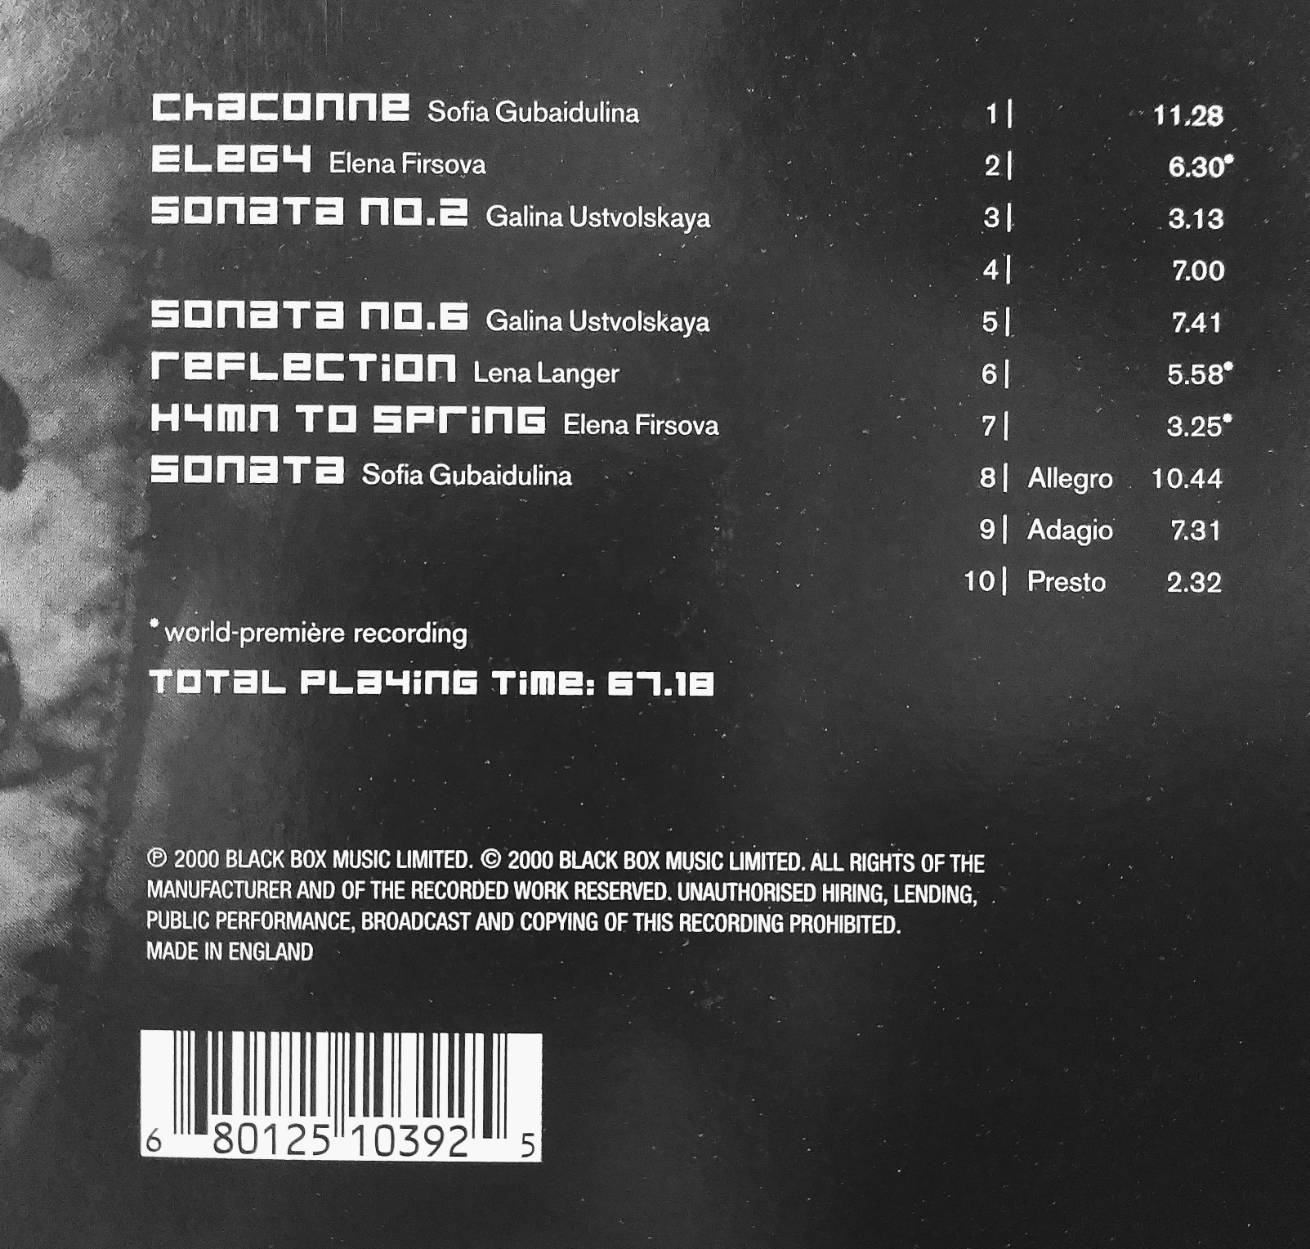 Chaconne Sofia Gubaidulina 1| 11.28
Elegy Elena Firsova 2| 6.30*
Sonata no.2 Galina Ustvolskaya 3| 3.13
4| 7.00
Sonata no.6 Galina Ustvolskaya 5| 7.41
Reflection Lena Langer 6| 5.58*
Hymn to Spring Elena Firsova 7| 3.25*
Sonata Sofia Gubaidulina 8| Allegro 10.44
9| Adagio 7.31
10| Presto 2.32
* world-première recording
Total playing time: 67.18
℗ 2000 BLACK BOX MUSIC LIMITED. © 2000 BLACK BOX MUSIC LIMITED. ALL RIGHTS OF THE
MANUFACTURER AND OF THE RECORDED WORK RESERVED. UNAUTHORISED HIRING, LENDING,
PUBLIC PERFORMANCE, BROADCAST AND COPYING OF THIS RECORDING PROHIBITED.
MADE IN ENGLAND
6 80125 10392 5